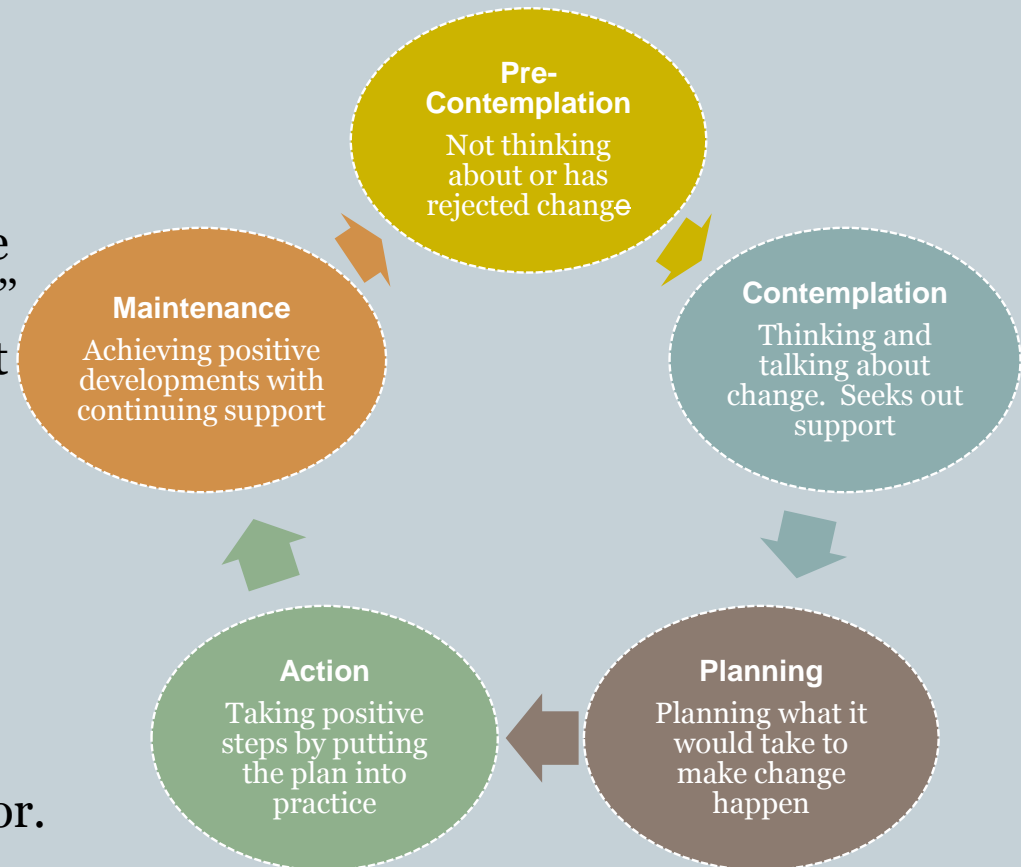 Pre-
Contemplation
Not thinking
about or has
rejected change
e
”
t
Maintenance
Achieving positive
developments with
continuing support
Contemplation
Thinking and
talking about
change.  Seeks out
support
Action
Taking positive
steps by putting
the plan into
practice
Planning
Planning what it
would take to
make change
happen
or.